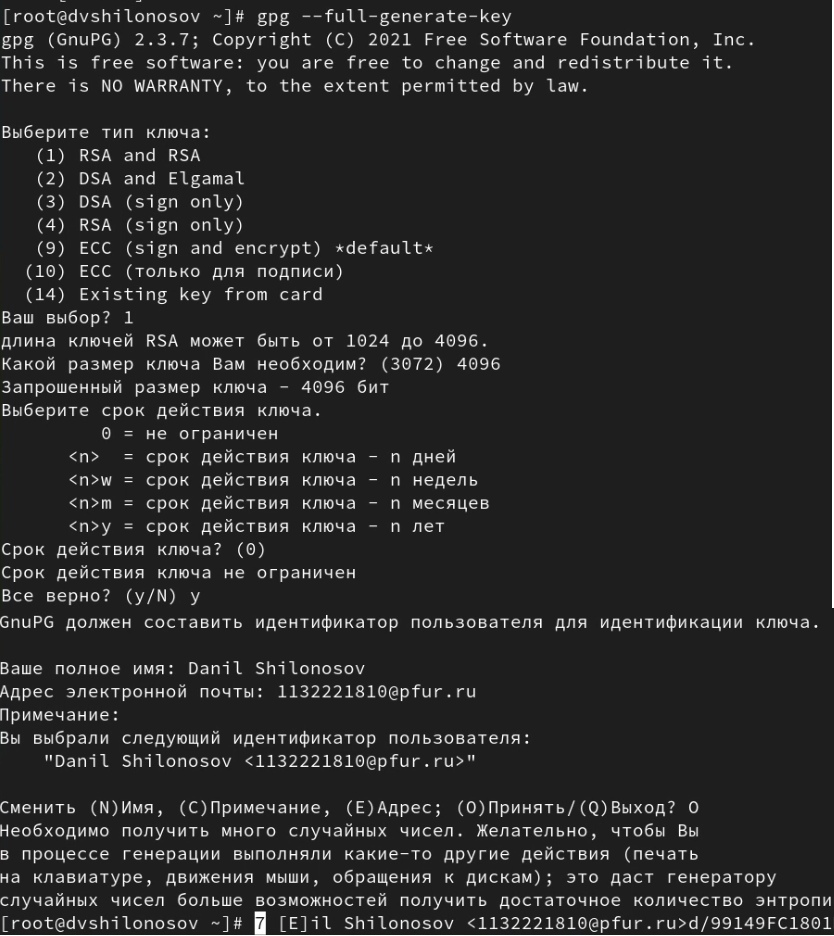 [root@dvshilonosov ~]# gpg --full-generate-key
gpg (GnuPG) 2.3.7; Copyright (C) 2021 Free Software Foundation, Inc.
This is free software: you are free to change and redistribute it.
There is NO WARRANTY, to the extent permitted by law.

Выберите тип ключа:
   (1) RSA and RSA
   (2) DSA and Elgamal
   (3) DSA (sign only)
   (4) RSA (sign only)
   (9) ECC (sign and encrypt) *default*
  (10) ECC (только для подписи)
  (14) Existing key from card
Ваш выбор? 1
длина ключей RSA может быть от 1024 до 4096.
Какой размер ключа Вам необходим? (3072) 4096
Запрошенный размер ключа - 4096 бит
Выберите срок действия ключа.
         0 = не ограничен
      <n>  = срок действия ключа - n дней
      <n>w = срок действия ключа - n недель
      <n>m = срок действия ключа - n месяцев
      <n>y = срок действия ключа - n лет
Срок действия ключа? (0)
Срок действия ключа не ограничен
Все верно? (y/N) y
GnuPG должен составить идентификатор пользователя для идентификации ключа.

Ваше полное имя: Danil Shilonosov
Адрес электронной почты: 1132221810@pfur.ru
Примечание:
Вы выбрали следующий идентификатор пользователя:
    "Danil Shilonosov <1132221810@pfur.ru>"

Сменить (N)Имя, (C)Примечание, (E)Адрес; (O)Принять/(Q)Выход? O
Необходимо получить много случайных чисел. Желательно, чтобы Вы
в процессе генерации выполняли какие-то другие действия (печать
на клавиатуре, движения мыши, обращения к дискам); это даст генератору
случайных чисел больше возможностей получить достаточное количество энтропи
[root@dvshilonosov ~]# 7 [E]il Shilonosov <1132221810@pfur.ru>d/99149FC1801